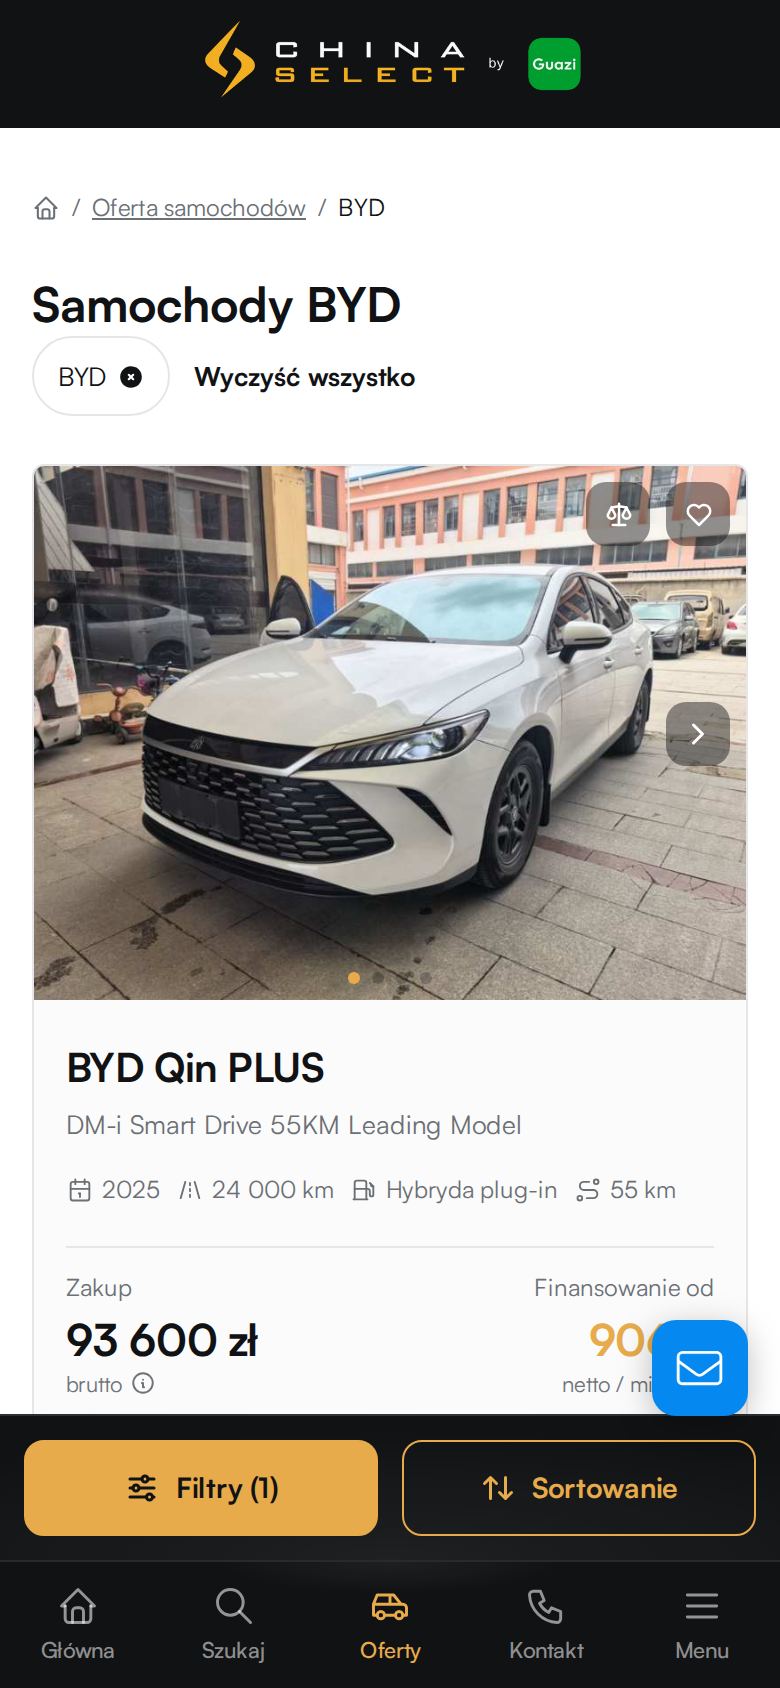 CHINA
SELECT by Guazi
/ Oferta samochodów / BYD
Samochody BYD
BYD Wyczyść wszystko
BYD Qin PLUS
DM-i Smart Drive 55KM Leading Model
2025 24 000 km Hybryda plug-in 55 km
Zakup Finansowanie od
93 600 zł
brutto netto /
Filtry (1) Sortowanie
Główna Szukaj Oferty Kontakt Menu